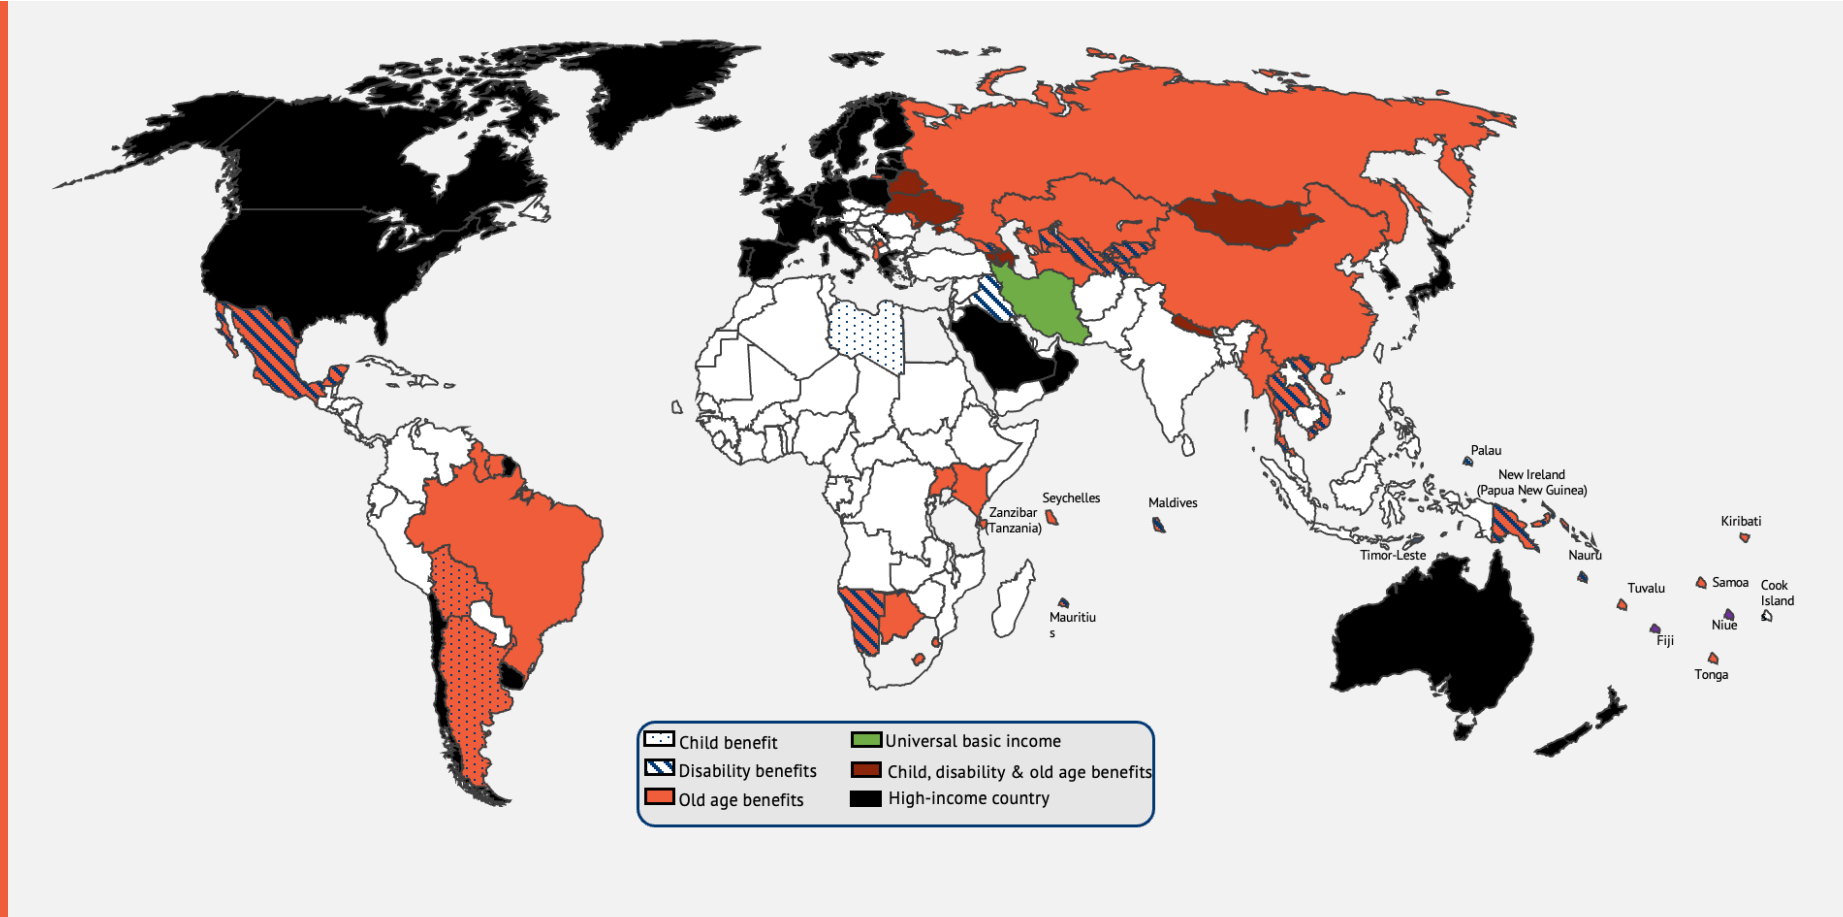 Palau
New Ireland
(Papua New Guinea)
Seychelles
Maldives
Zanzibar
(Tanzania)
Kiribati
Timor-Leste
Nauru
Tuvalu
Samoa
Cook
Island
s
Mauritiu
s
Niue
Fiji
Tonga
Child benefit
Universal basic income
Disability benefits
Child, disability & old age benefits
Old age benefits
High-income country